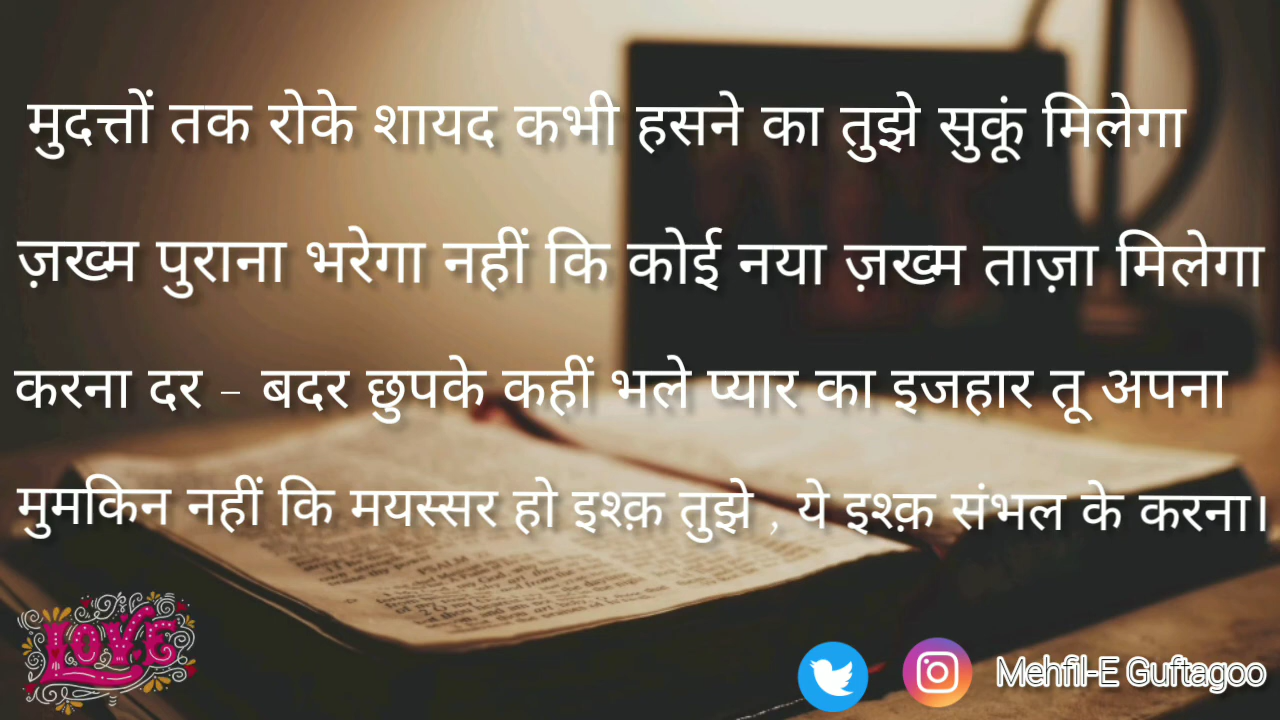 मुदत्तों तक रोके शायद कभी हसने का तुझे सुकूं मिलेगा
ज़ख्म पुराना भरेगा नहीं कि कोई नया ज़ख्म ताज़ा मिलेगा
करना दर - बदर छुपके कहीं भले प्यार का इजहार तू अपना
मुमकिन नहीं कि मयस्सर हो इश्क़ तुझे , ये इश्क़ संभल के करना।
PSALM
LOVE
Mehfil-E Guftagoo